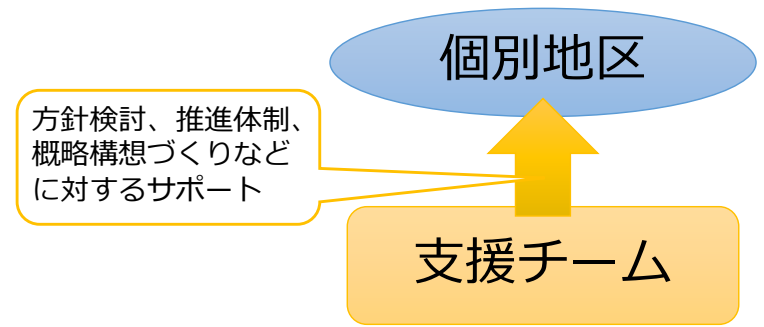 個別地区
方針検討、推進体制、
概略構想づくりなど
に対するサポート
支援チーム